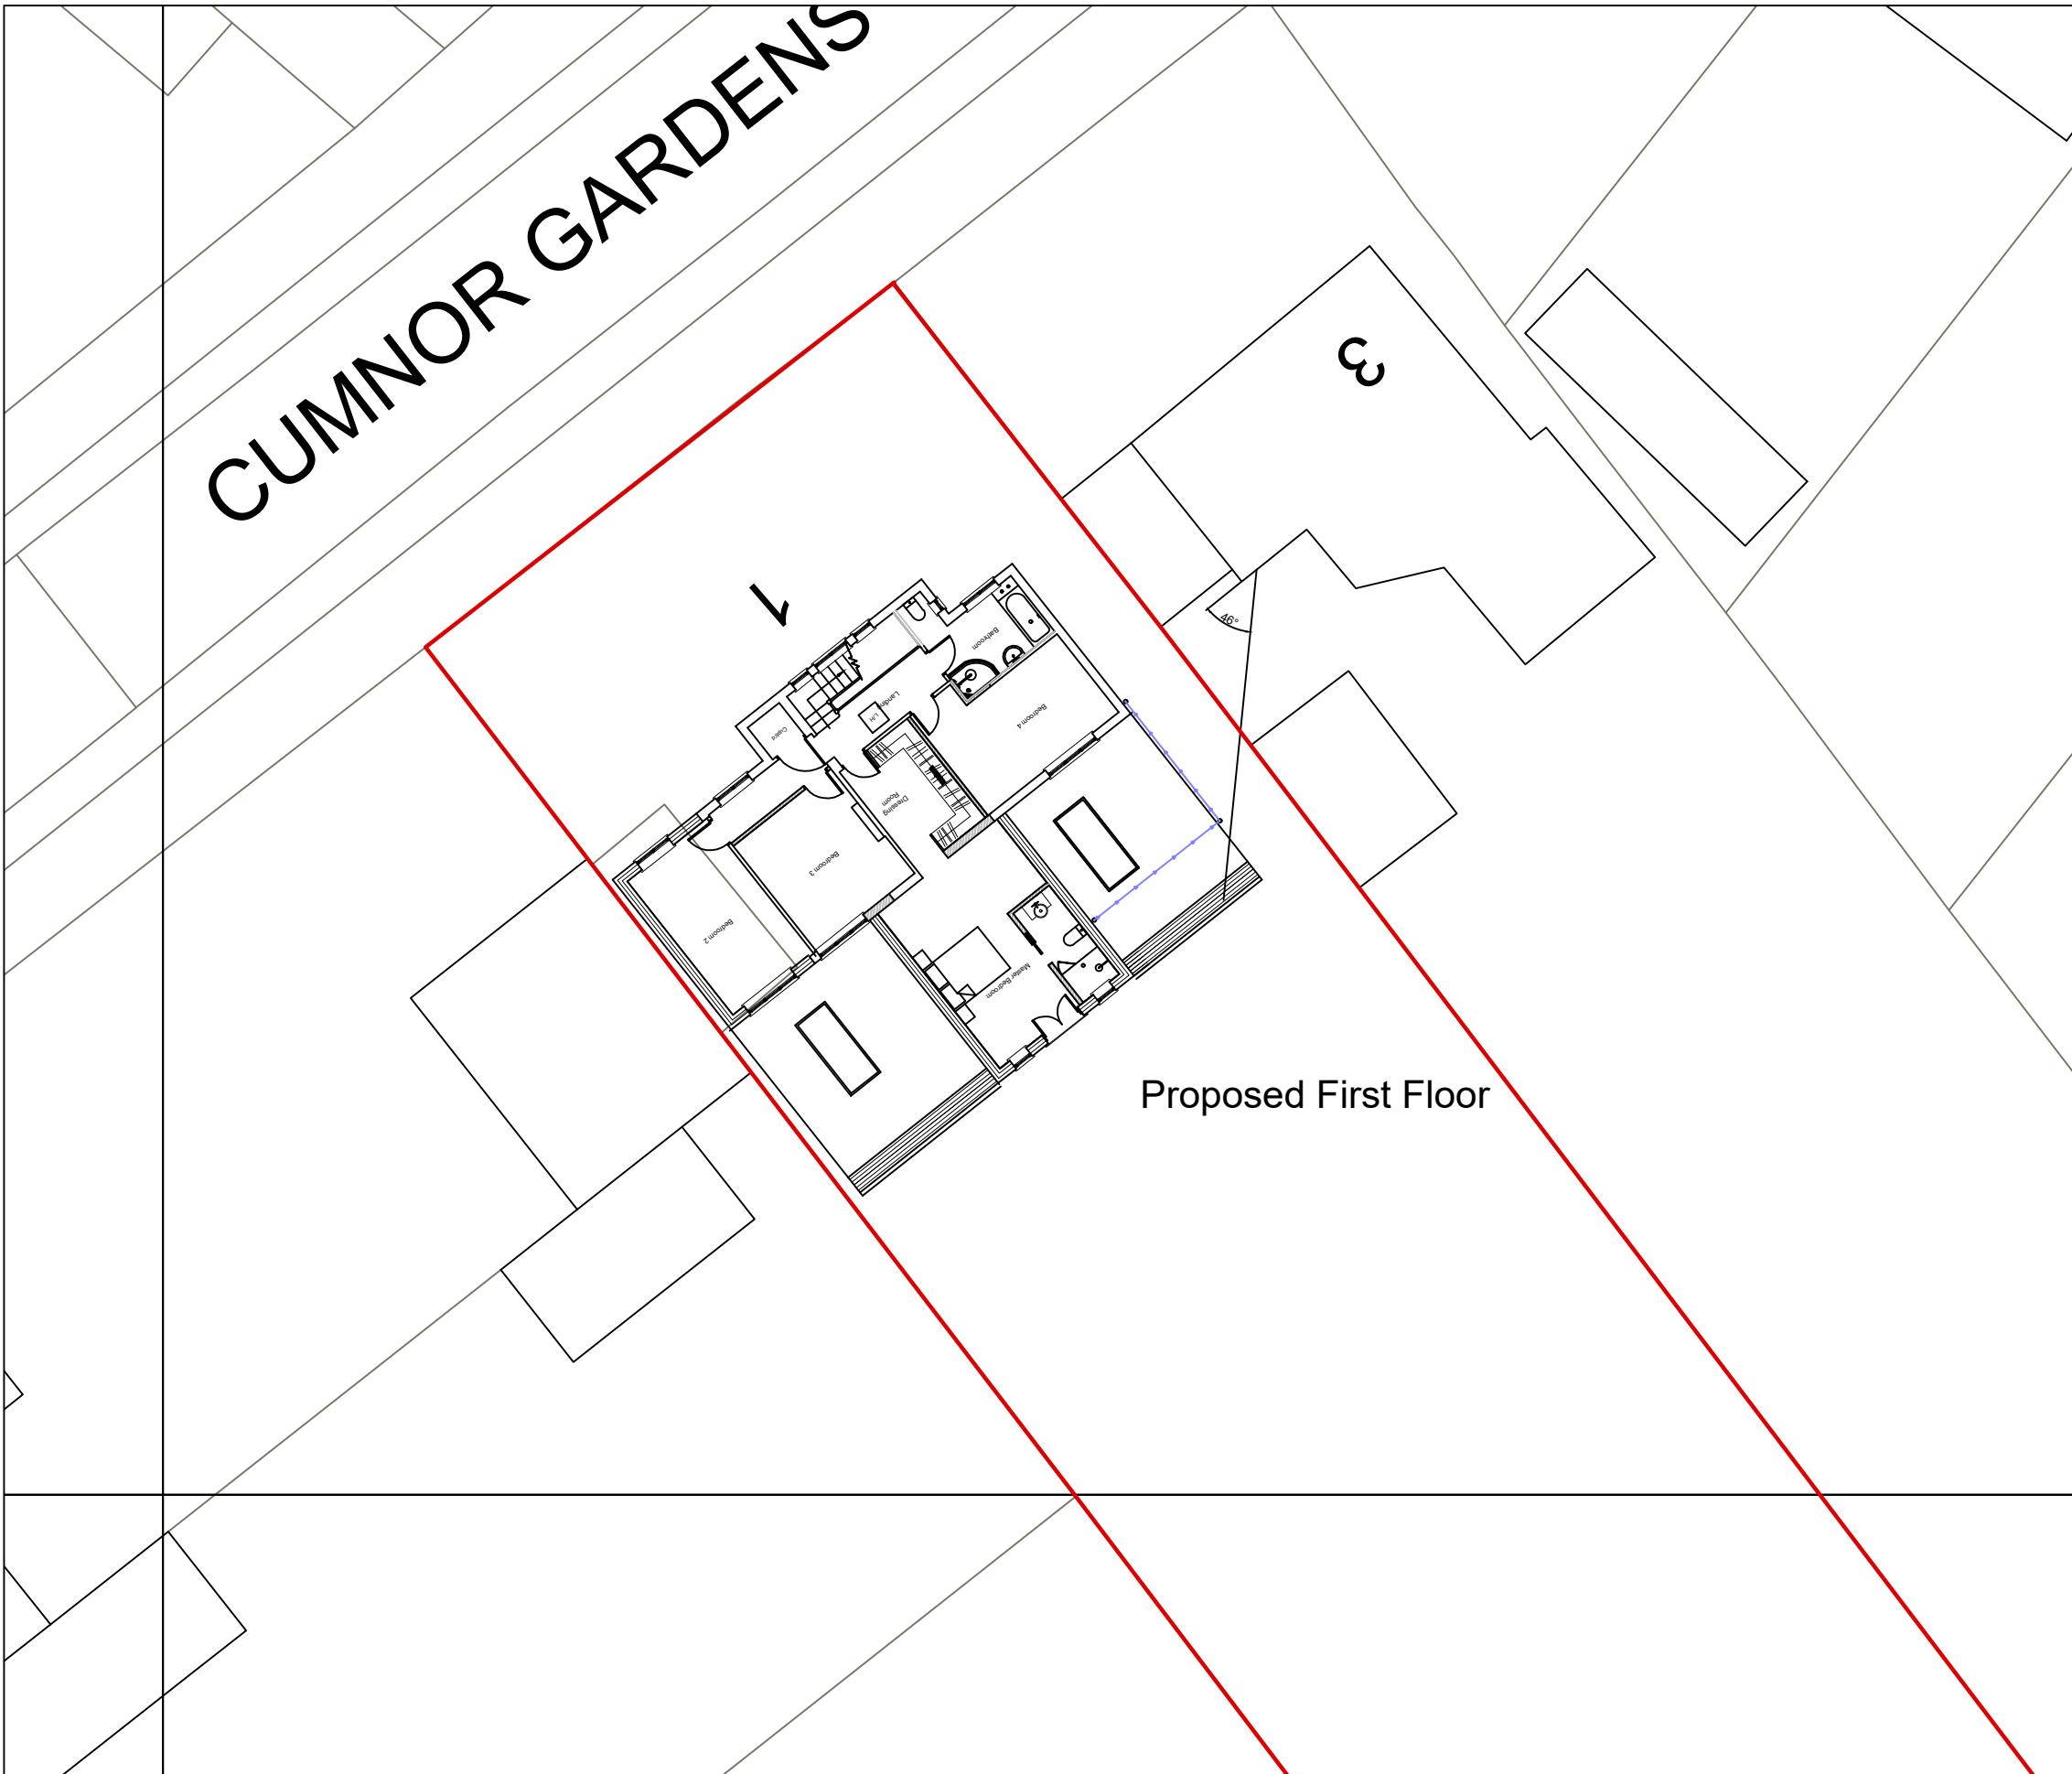 CUMNOR GARDENS
3
1
46°
Bathroom
Landing
L/H
Bedroom 4
Cup'd
Dressing
Room
Bedroom 3
Bedroom 2
Master Bedroom
Proposed First Floor